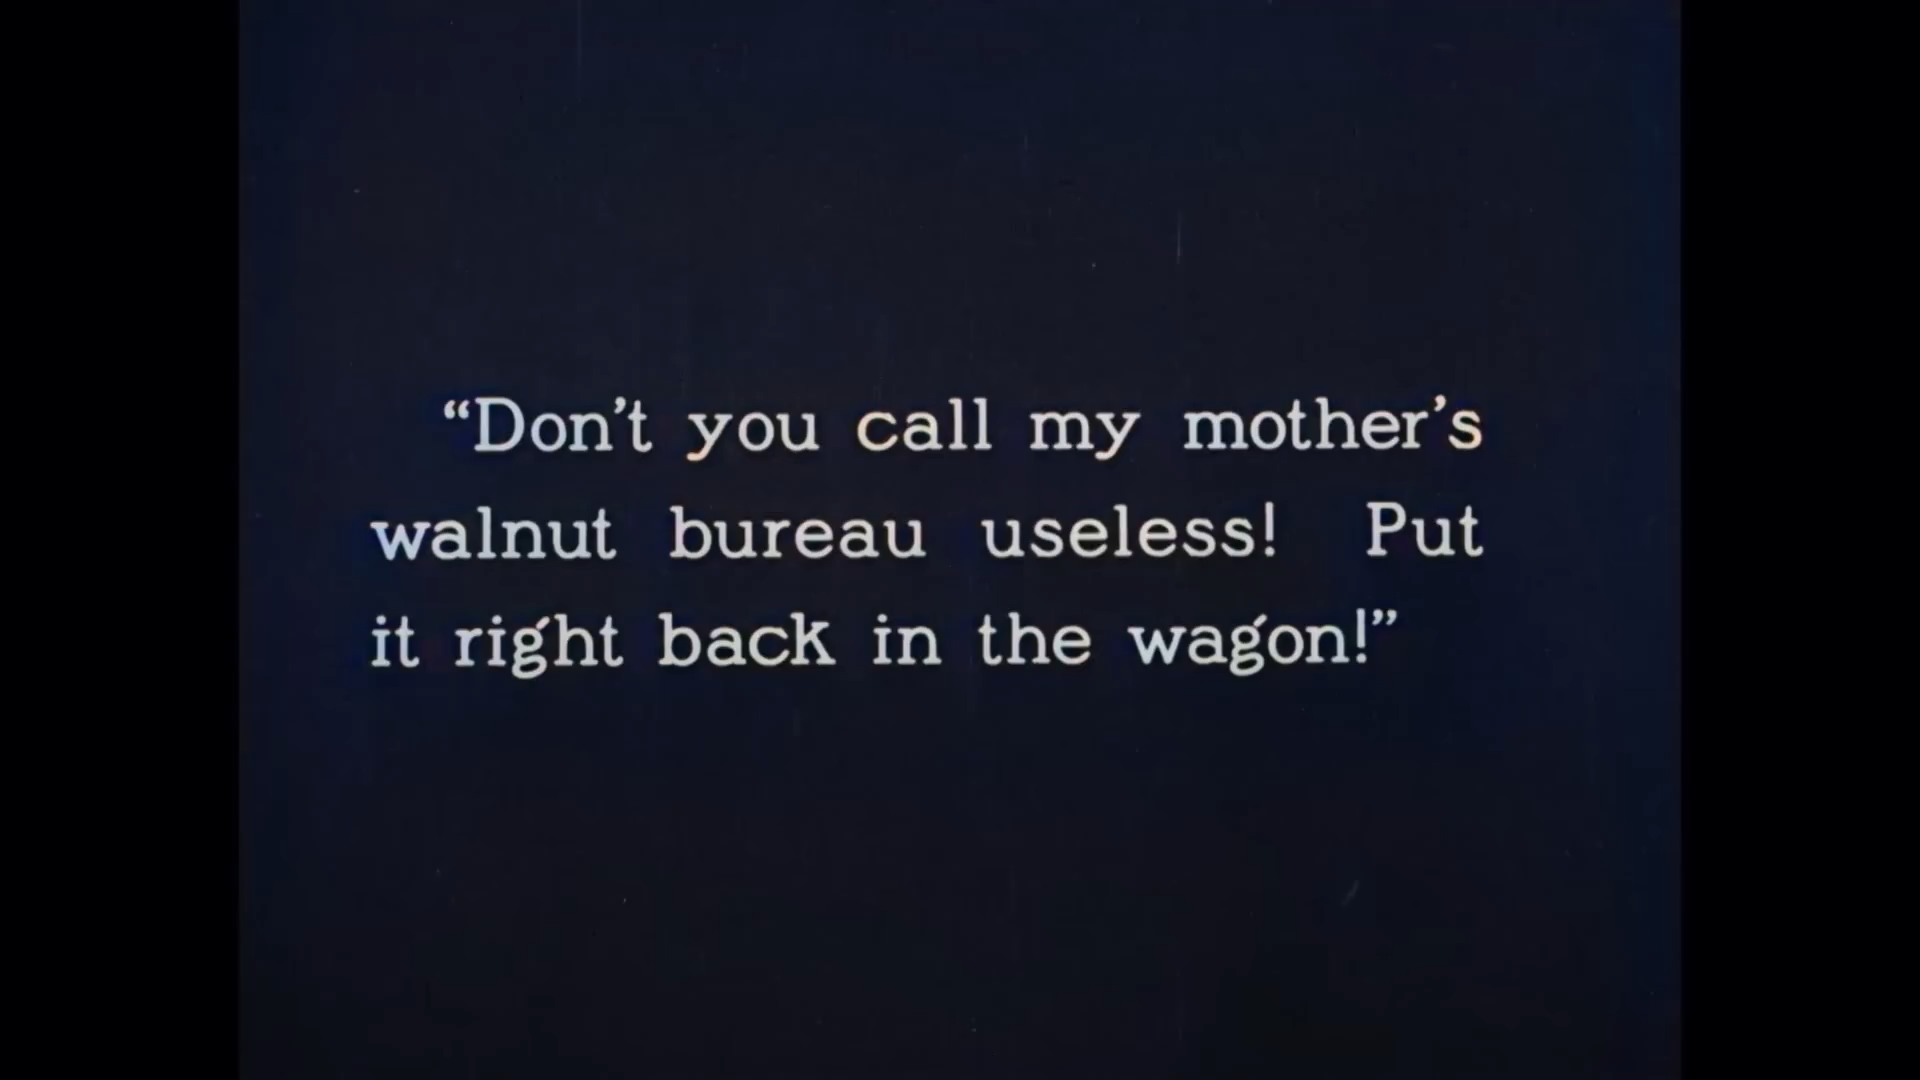 “Don’t you call my mother’s
walnut bureau useless! Put
it right back in the wagon!”